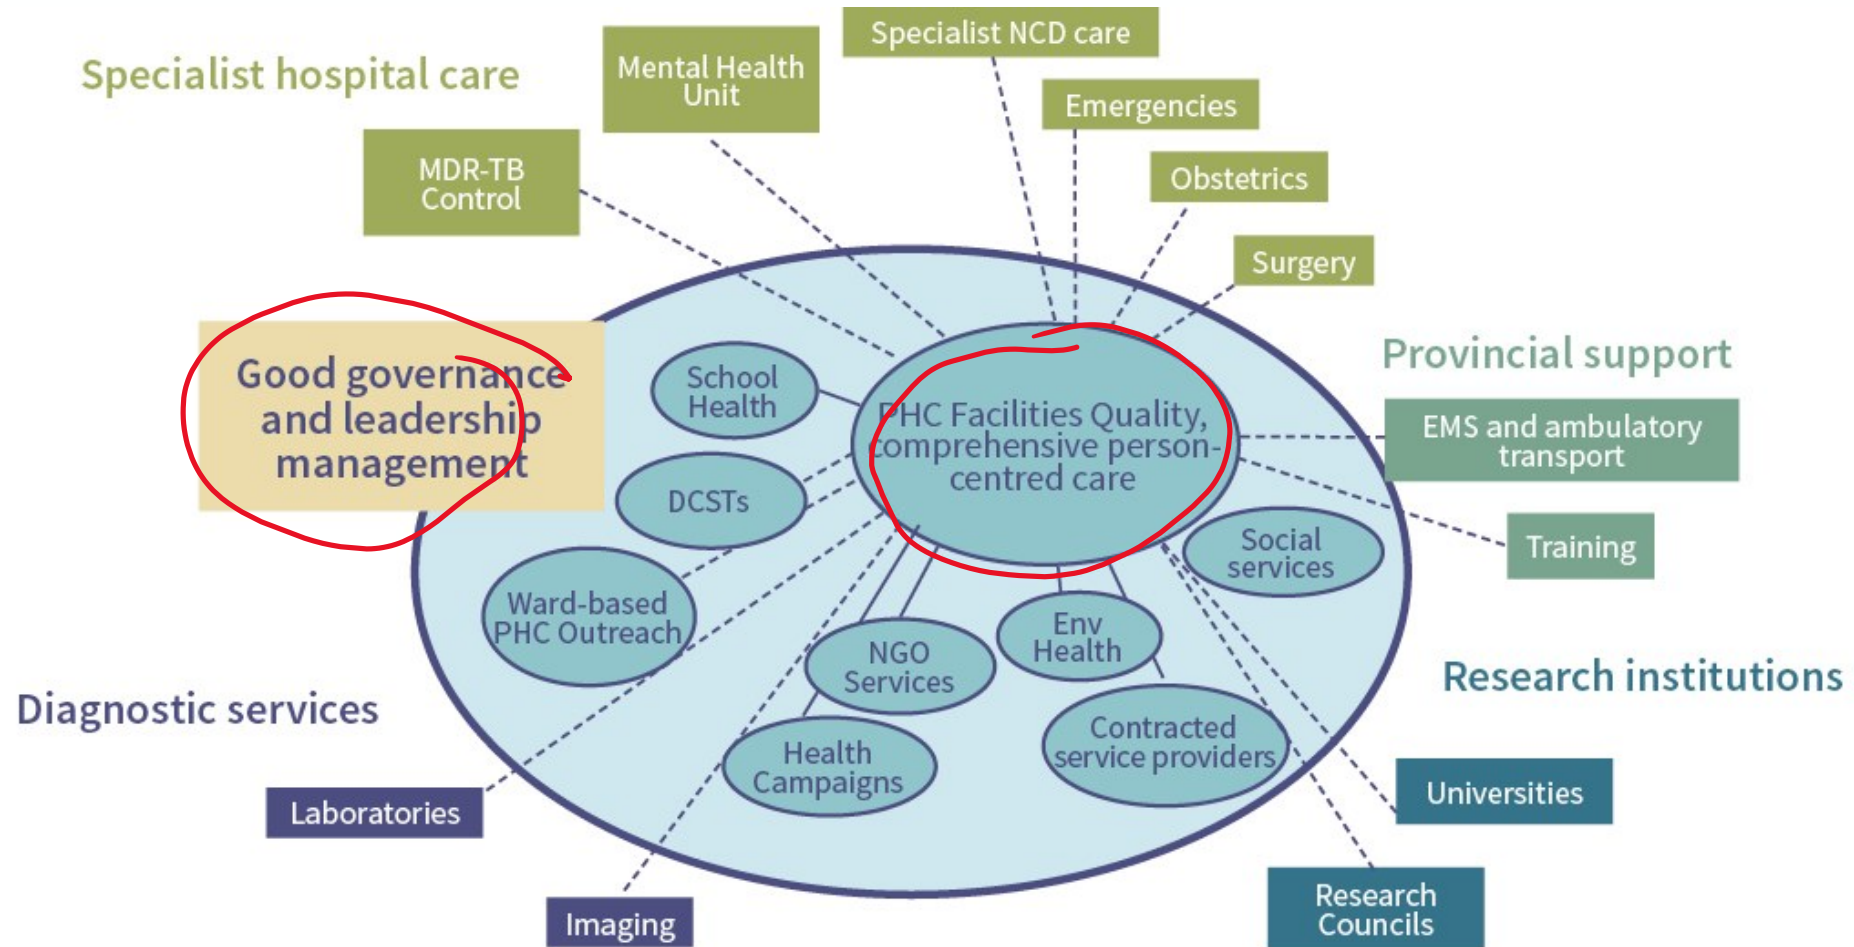 Specialist hospital care
Specialist NCD care
Mental Health
Unit
Emergencies
MDR-TB
Control
Obstetrics
Surgery
Good governance
and leadership
management
School
Health
PHC Facilities Quality,
comprehensive person-
centred care
Provincial support
EMS and ambulatory
transport
DCSTs
Social
services
Training
Ward-based
PHC Outreach
NGO
Services
Env
Health
Diagnostic services
Research institutions
Health
Campaigns
Contracted
service providers
Laboratories
Universities
Imaging
Research
Councils